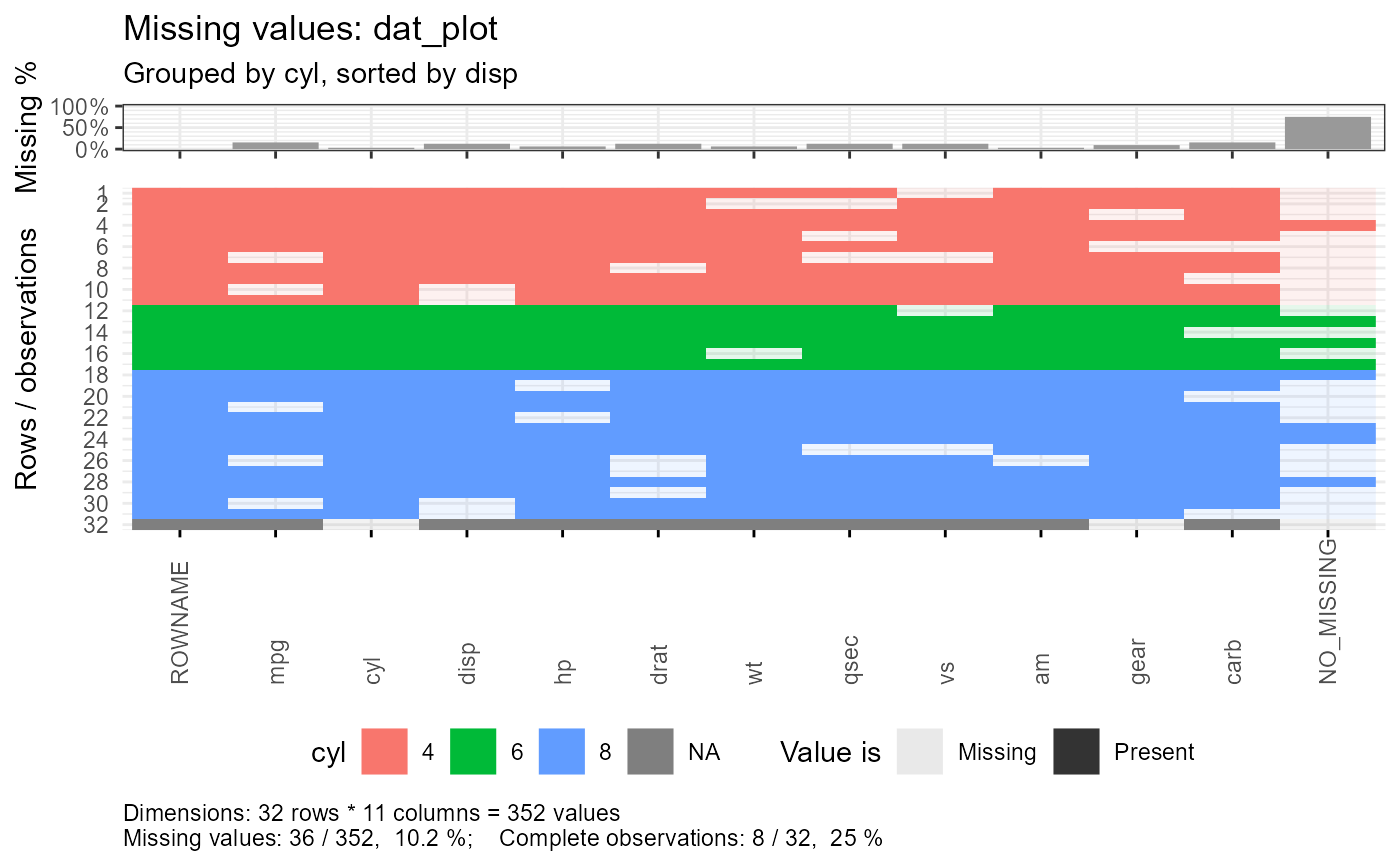 Missing values: dat_plot
Grouped by cyl, sorted by disp
Missing %
100%
50%
0%
Rows / observations
1
2
4
6
8
10
12
14
16
18
20
22
24
26
28
30
32
ROWNAME mpg cyl disp hp drat wt qsec vs am gear carb NO_MISSING
cyl 4 6 8 NA Value is Missing Present
Dimensions: 32 rows * 11 columns = 352 values
Missing values: 36 / 352, 10.2 %; Complete observations: 8 / 32, 25 %